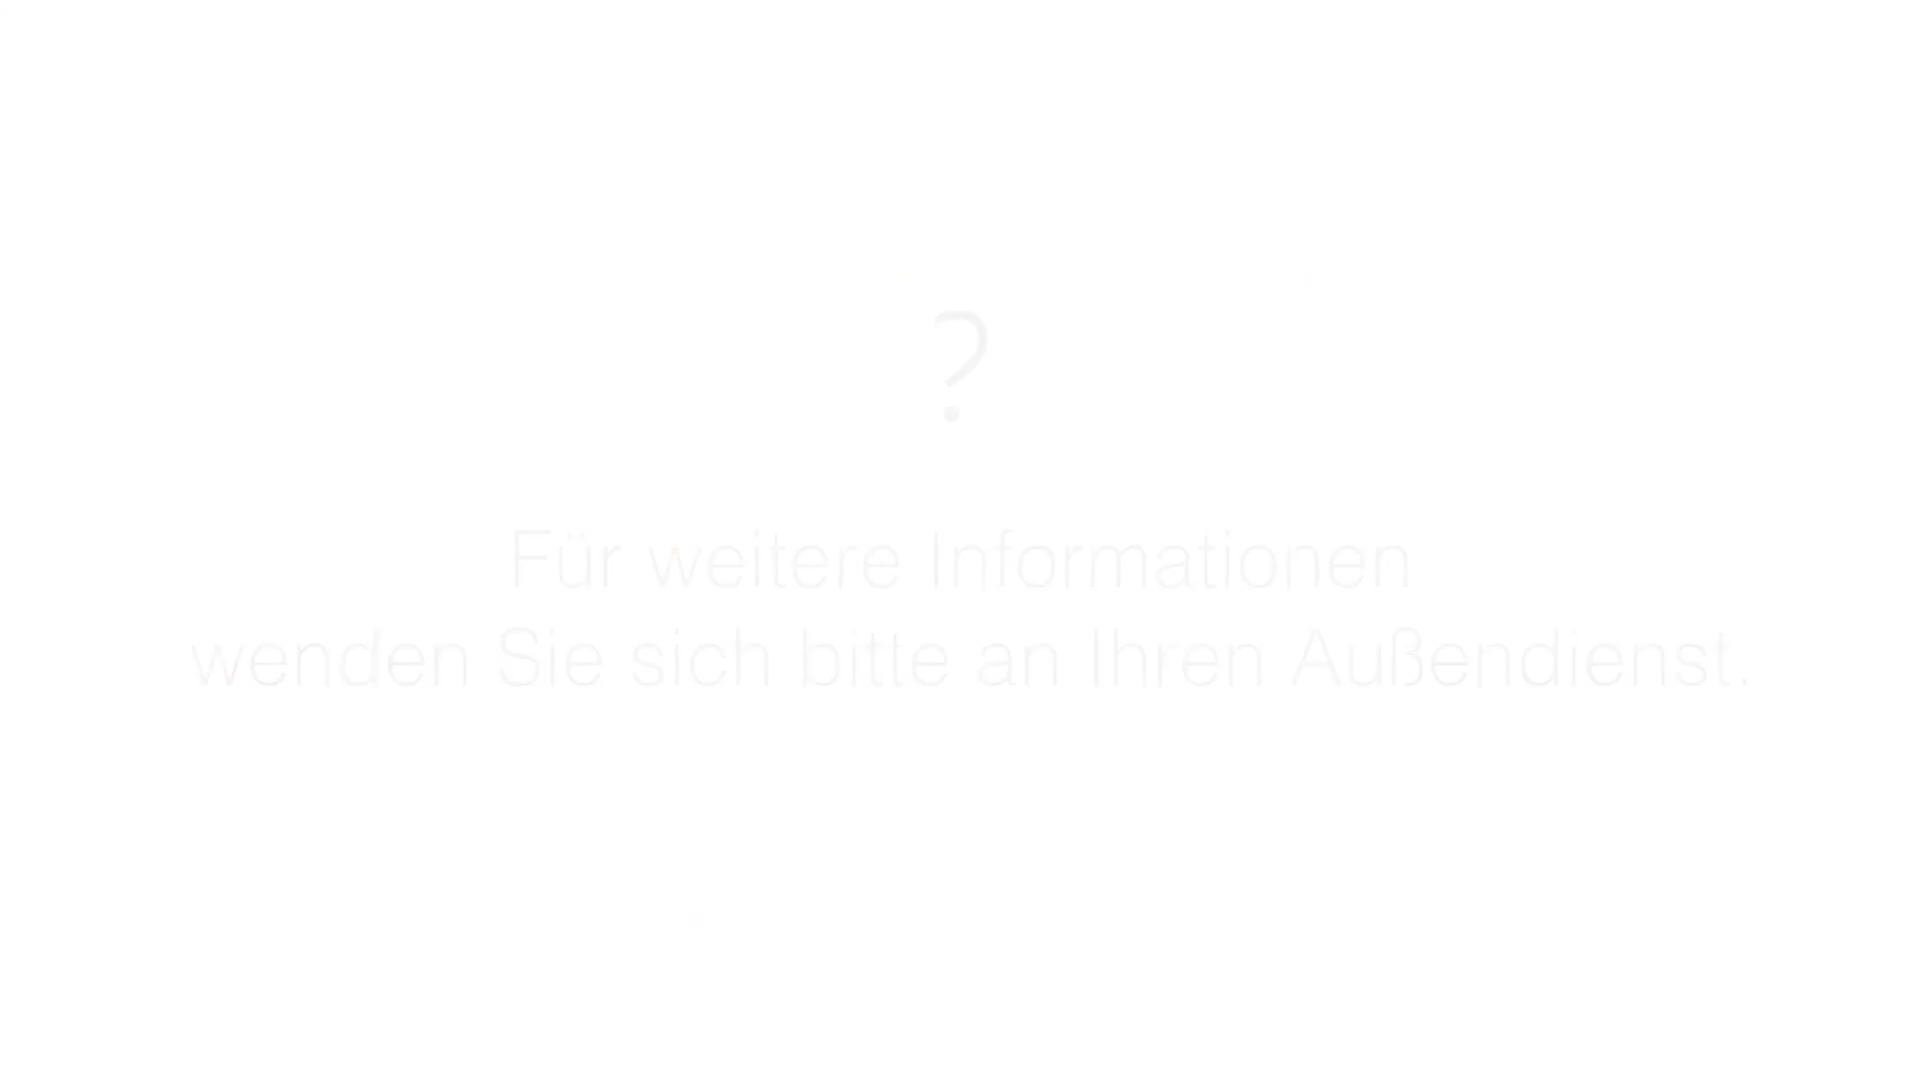 ?
Für weitere Informationen
wenden Sie sich bitte an Ihren Außendienst.